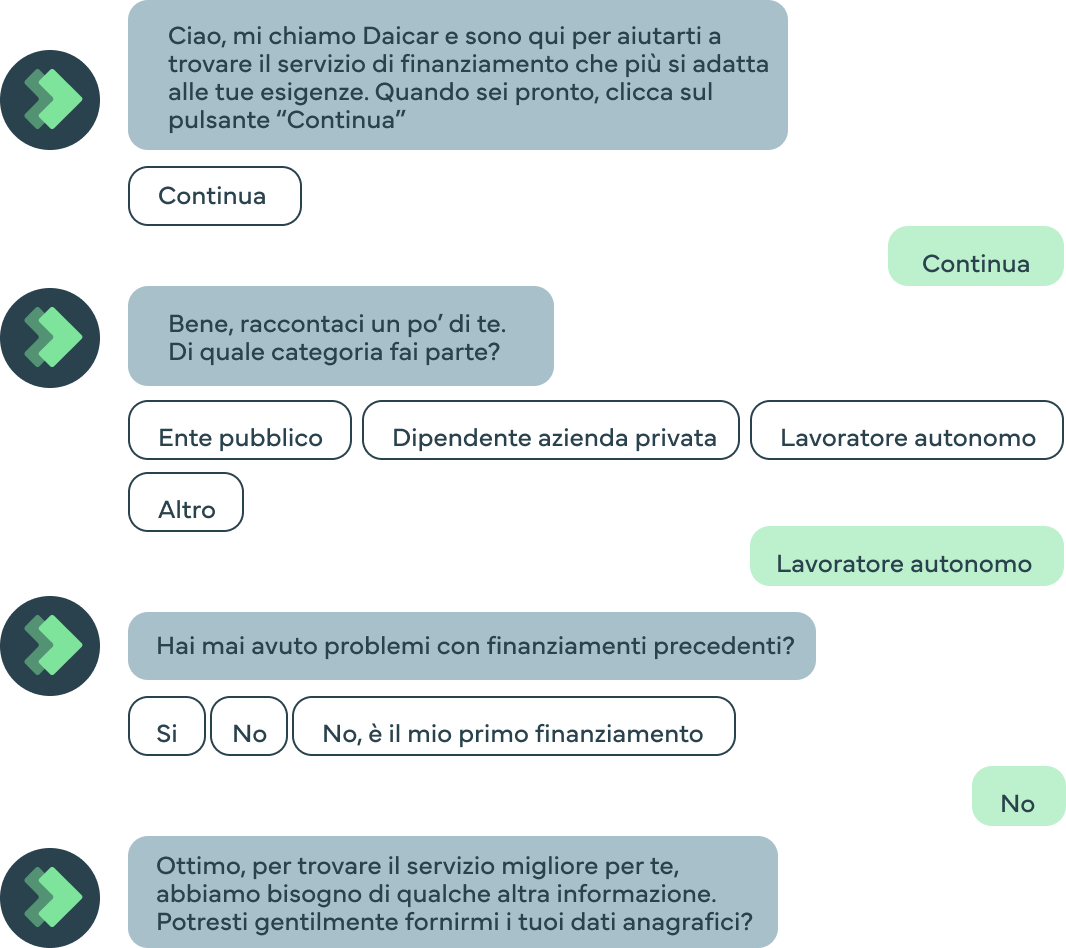 Ciao, mi chiamo Daicar e sono qui per aiutarti a
trovare il servizio di finanziamento che più si adatta
alle tue esigenze. Quando sei pronto, clicca sul
pulsante “Continua”
Continua
Continua
Bene, raccontaci un po’ di te.
Di quale categoria fai parte?
Ente pubblico
Dipendente azienda privata
Lavoratore autonomo
Altro
Lavoratore autonomo
Hai mai avuto problemi con finanziamenti precedenti?
Si
No
No, è il mio primo finanziamento
No
Ottimo, per trovare il servizio migliore per te,
abbiamo bisogno di qualche altra informazione.
Potresti gentilmente fornirmi i tuoi dati anagrafici?